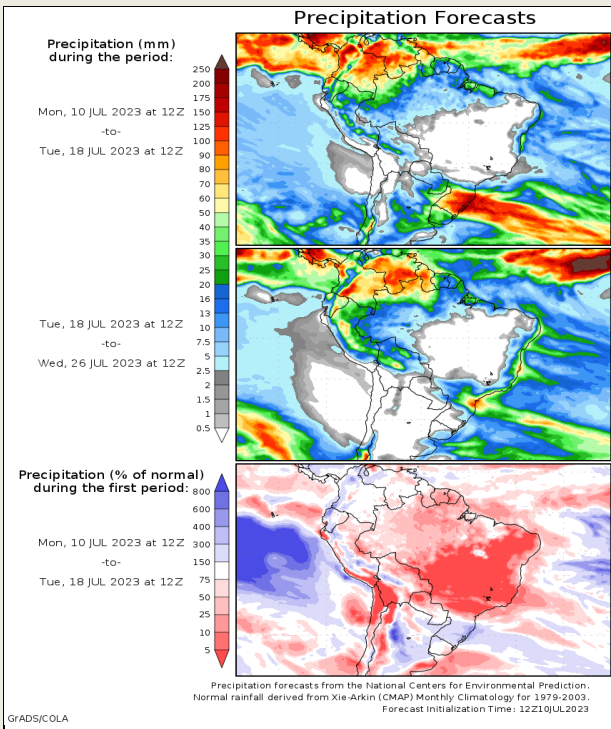 Precipitation Forecasts
Precipitation (mm)
during the period:
Mon, 10 JUL 2023 at 12Z
-to-
Tue, 18 JUL 2023 at 12Z
250
200
175
150
125
100
90
80
70
60
50
40
35
30
25
20
16
13
10
7.5
5
2.5
2
1.5
1
0.5
Tue, 18 JUL 2023 at 12Z
-to-
Wed, 26 JUL 2023 at 12Z
Precipitation (% of normal)
during the first period:
Mon, 10 JUL 2023 at 12Z
-to-
Tue, 18 JUL 2023 at 12Z
800
600
400
300
150
75
50
25
10
5
Precipitation forecasts from the National Centers for Environmental Prediction.
Normal rainfall derived from Xie-Arkin (CMAP) Monthly Climatology for 1979-2003.
Forecast Initialization Time: 12Z10JUL2023
GrADS/COLA